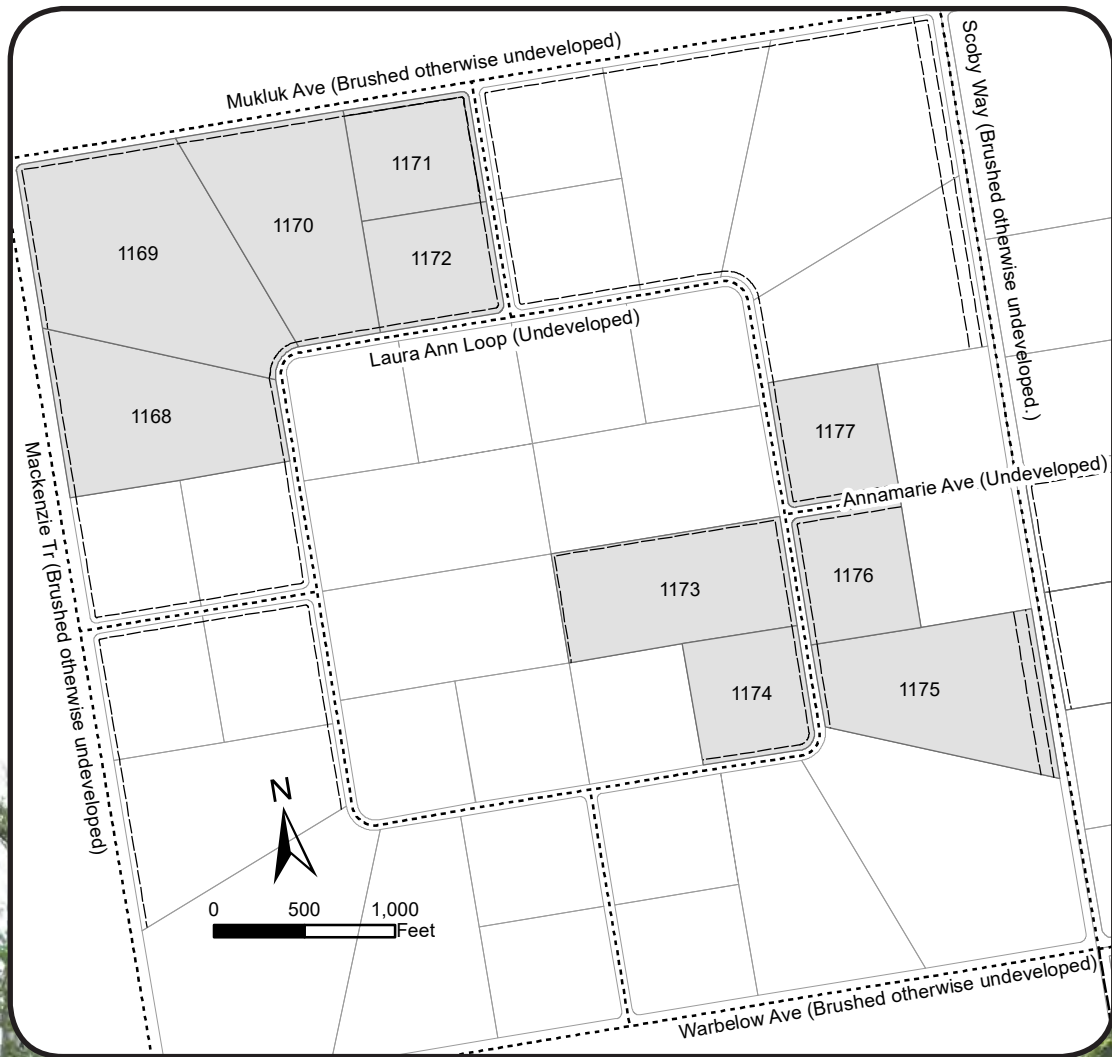 Mukluk Ave (Brushed otherwise undeveloped)
Scoby Way (Brushed otherwise undeveloped.)
1171
1170
1169
1172
Laura Ann Loop (Undeveloped)
1168
1177
Mackenzie Tr (Brushed otherwise undeveloped)
Annamarie Ave (Undeveloped)
1176
1173
1175
1174
N
0 500 1,000
Feet
Warbelow Ave (Brushed otherwise undeveloped)